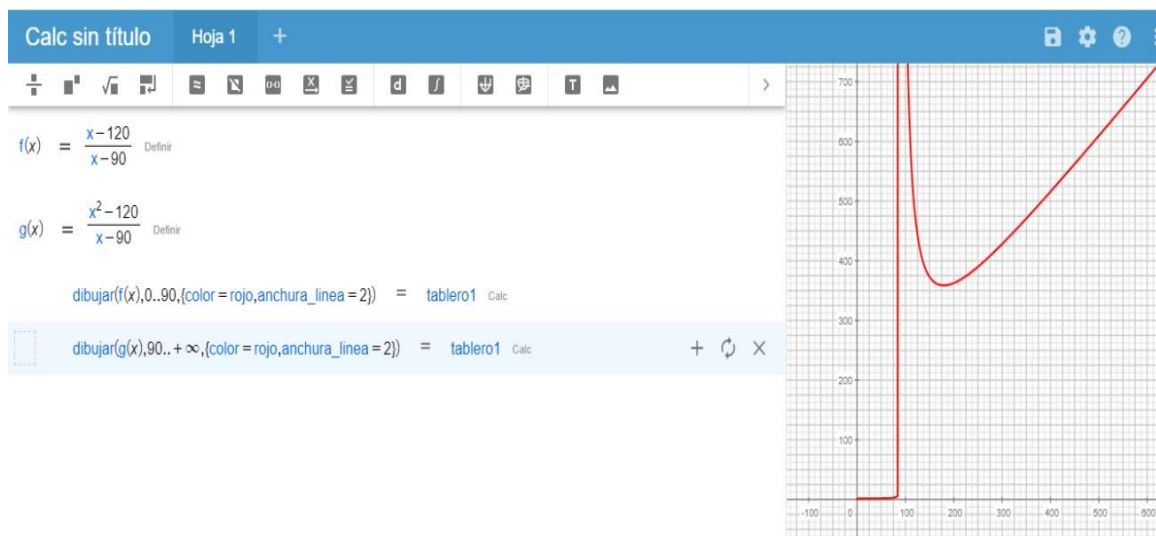 Calc sin título Hoja 1 +
f(x) = x-120 / x-90 Definir
g(x) = x²-120 / x-90 Definir
dibujar(f(x),0..90,{color = rojo,anchura_linea = 2}) = tablero1 Calc
dibujar(g(x),90..+∞,{color = rojo,anchura_linea = 2}) = tablero1 Calc
700
600
500
400
300
200
100
-100 0 100 200 300 400 500 600